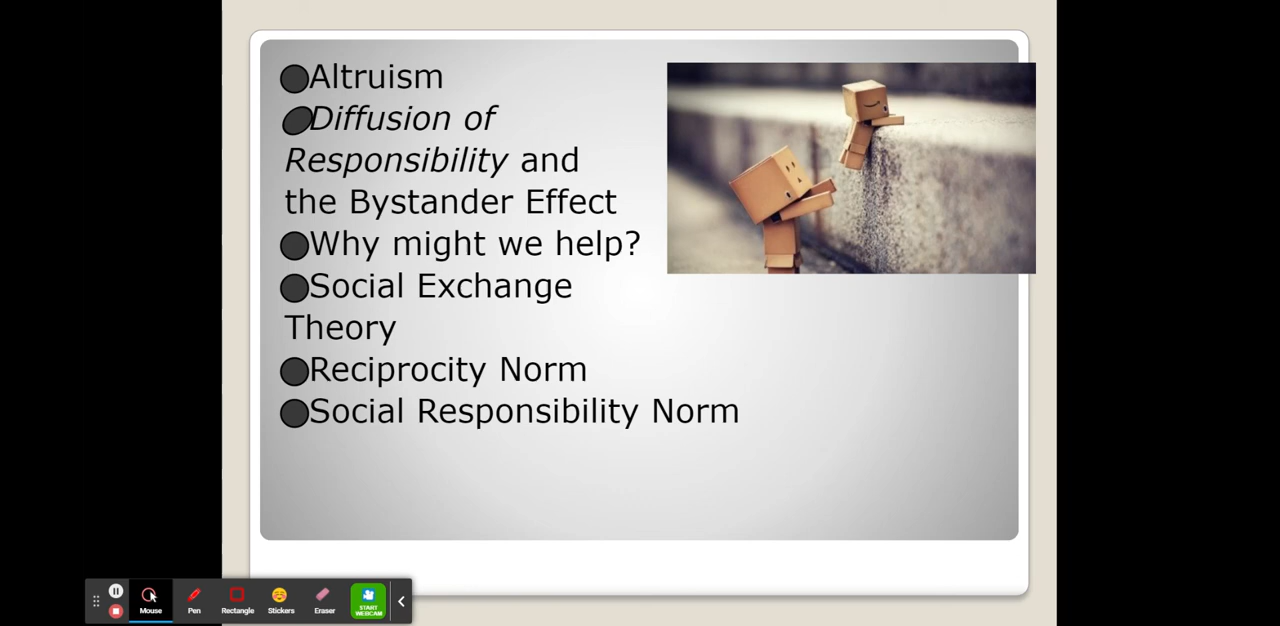 Altruism
Diffusion of
Responsibility and
the Bystander Effect
Why might we help?
Social Exchange
Theory
Reciprocity Norm
Social Responsibility Norm
Mouse
Pen
Rectangle
Stickers
Eraser
START
WEBCAM